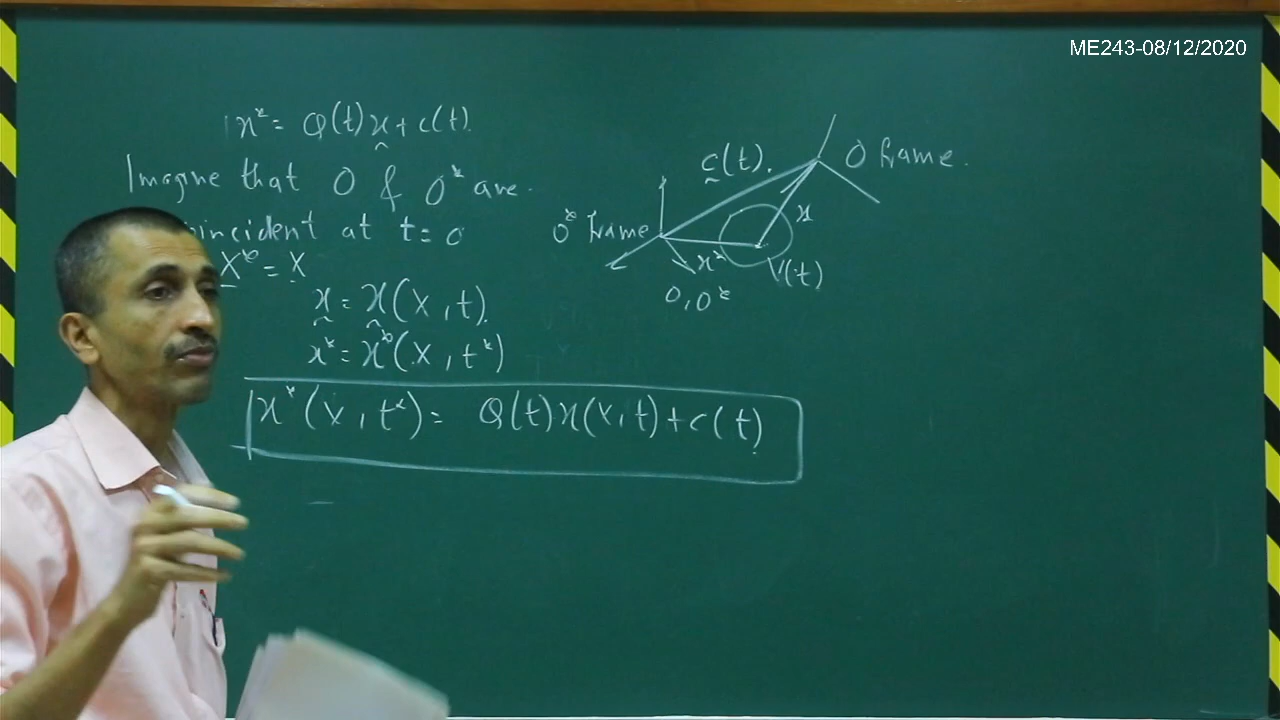 ME243-08/12/2020
x* = Q(t)x + c(t).
Imagine that O & O* are
coincident at t = 0
X* = X
x = x(X, t).
x* = x*(X, t*)
x*(X, t*) = Q(t)x(X, t) + c(t)
c(t).
O frame.
O* frame
x
x*
V(t)
O, O*